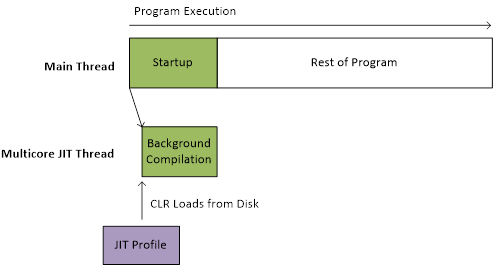 Program Execution
Main Thread
Startup
Rest of Program
Multicore JIT Thread
Background
Compilation
CLR Loads from Disk
JIT Profile